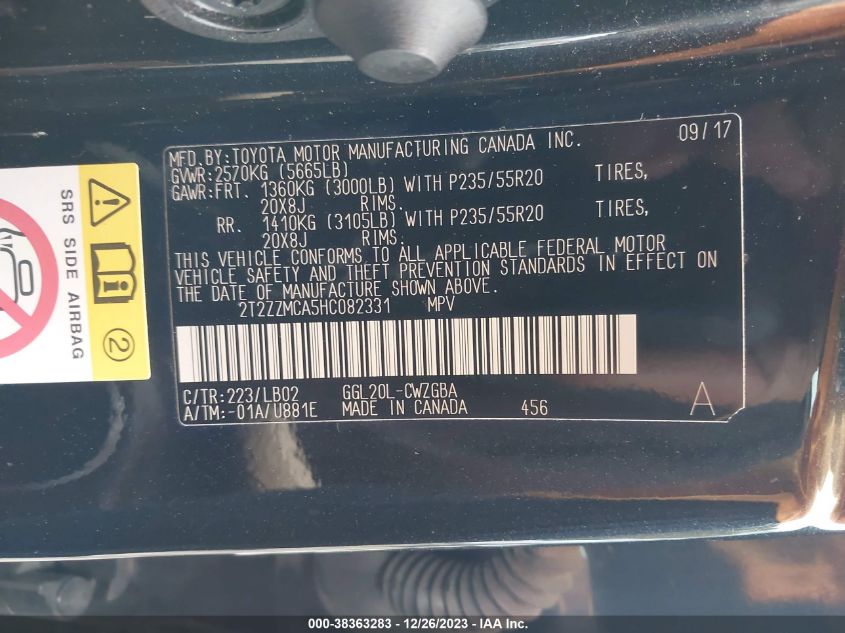 MFD.BY:TOYOTA MOTOR MANUFACTURING CANADA INC. 09/17
GVWR:2570KG (5665LB)
GAWR:FRT. 1360KG (3000LB) WITH P235/55R20 TIRES,
20X8J RIMS.
RR. 1410KG (3105LB) WITH P235/55R20 TIRES,
20X8J RIMS.
THIS VEHICLE CONFORMS TO ALL APPLICABLE FEDERAL MOTOR
VEHICLE SAFETY AND THEFT PREVENTION STANDARDS IN EFFECT ON
THE DATE OF MANUFACTURE SHOWN ABOVE.
2T2ZZMCA5HC082331 MPV
C/TR:223/LB02 GGL20L-CWZGBA
A/TM:-01A/U881E MADE IN CANADA 456 A
SRS SIDE AIRBAG
2
000-38363283 - 12/26/2023 - IAA Inc.